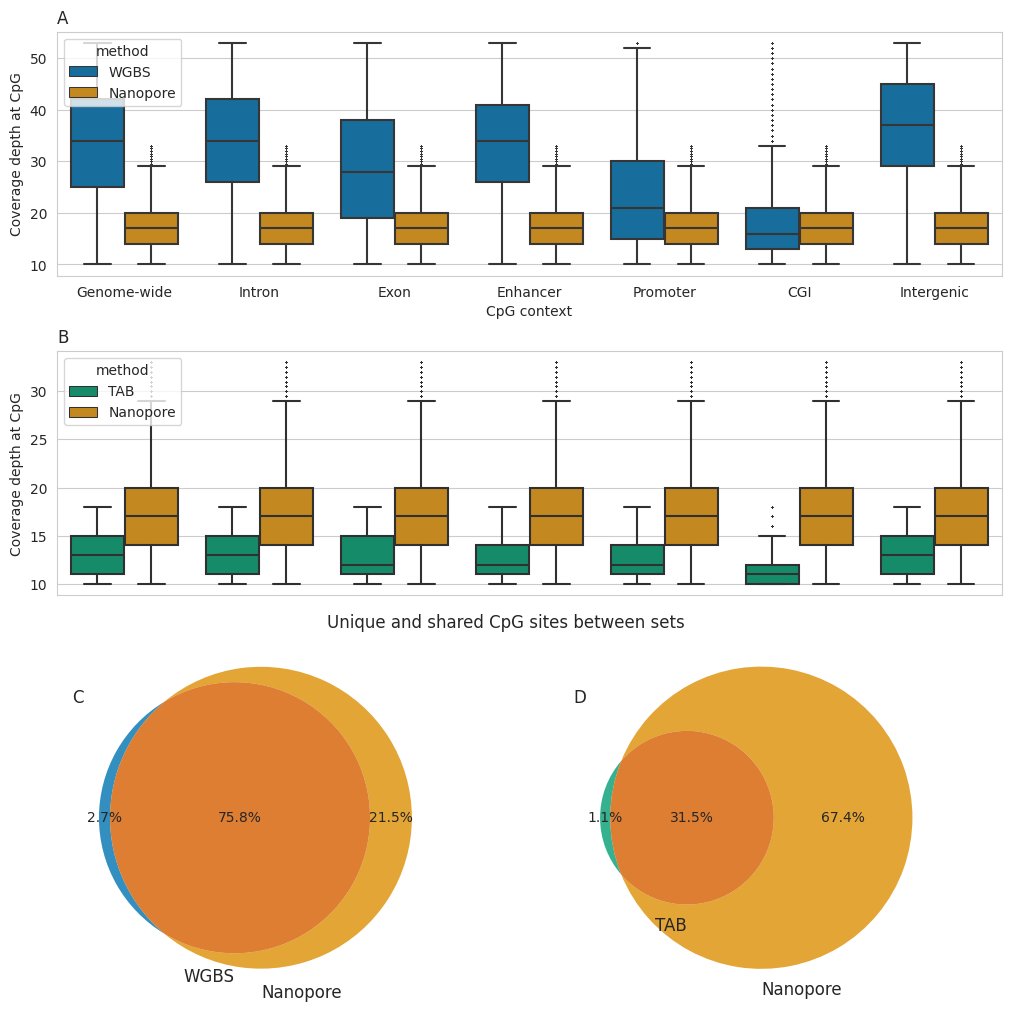 A
method
WGBS
Nanopore
Coverage depth at CpG
50
40
30
20
10
Genome-wide Intron Exon Enhancer Promoter CGI Intergenic
CpG context
B
method
TAB
Nanopore
Coverage depth at CpG
30
25
20
15
10
Unique and shared CpG sites between sets
C
2.7% 75.8% 21.5%
WGBS
Nanopore
D
1.1% 31.5% 67.4%
TAB
Nanopore